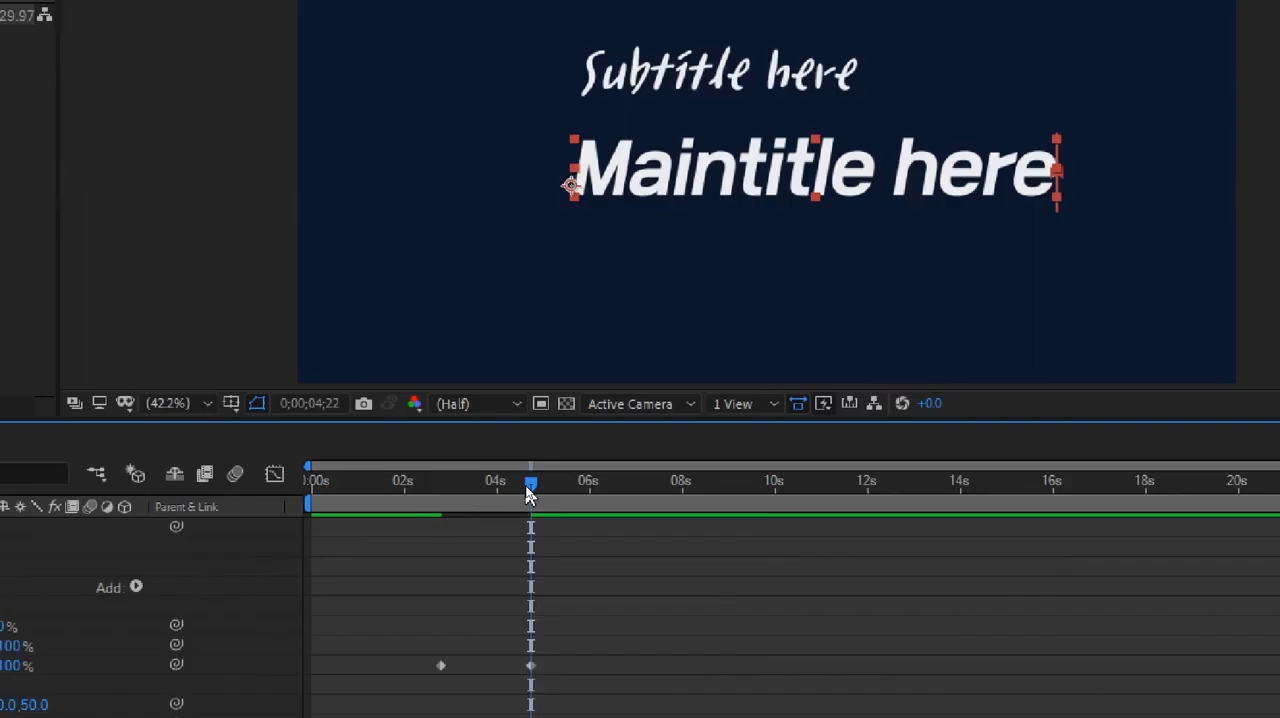 29.97
Subtitle here
Maintitle here
(42.2%)
0;00;04;22
(Half)
Active Camera
1 View
+0.0
0:00s 02s 04s 06s 08s 10s 12s 14s 16s 18s 20s
fx
Parent & Link
Add:
0%
100%
100%
0.0,50.0